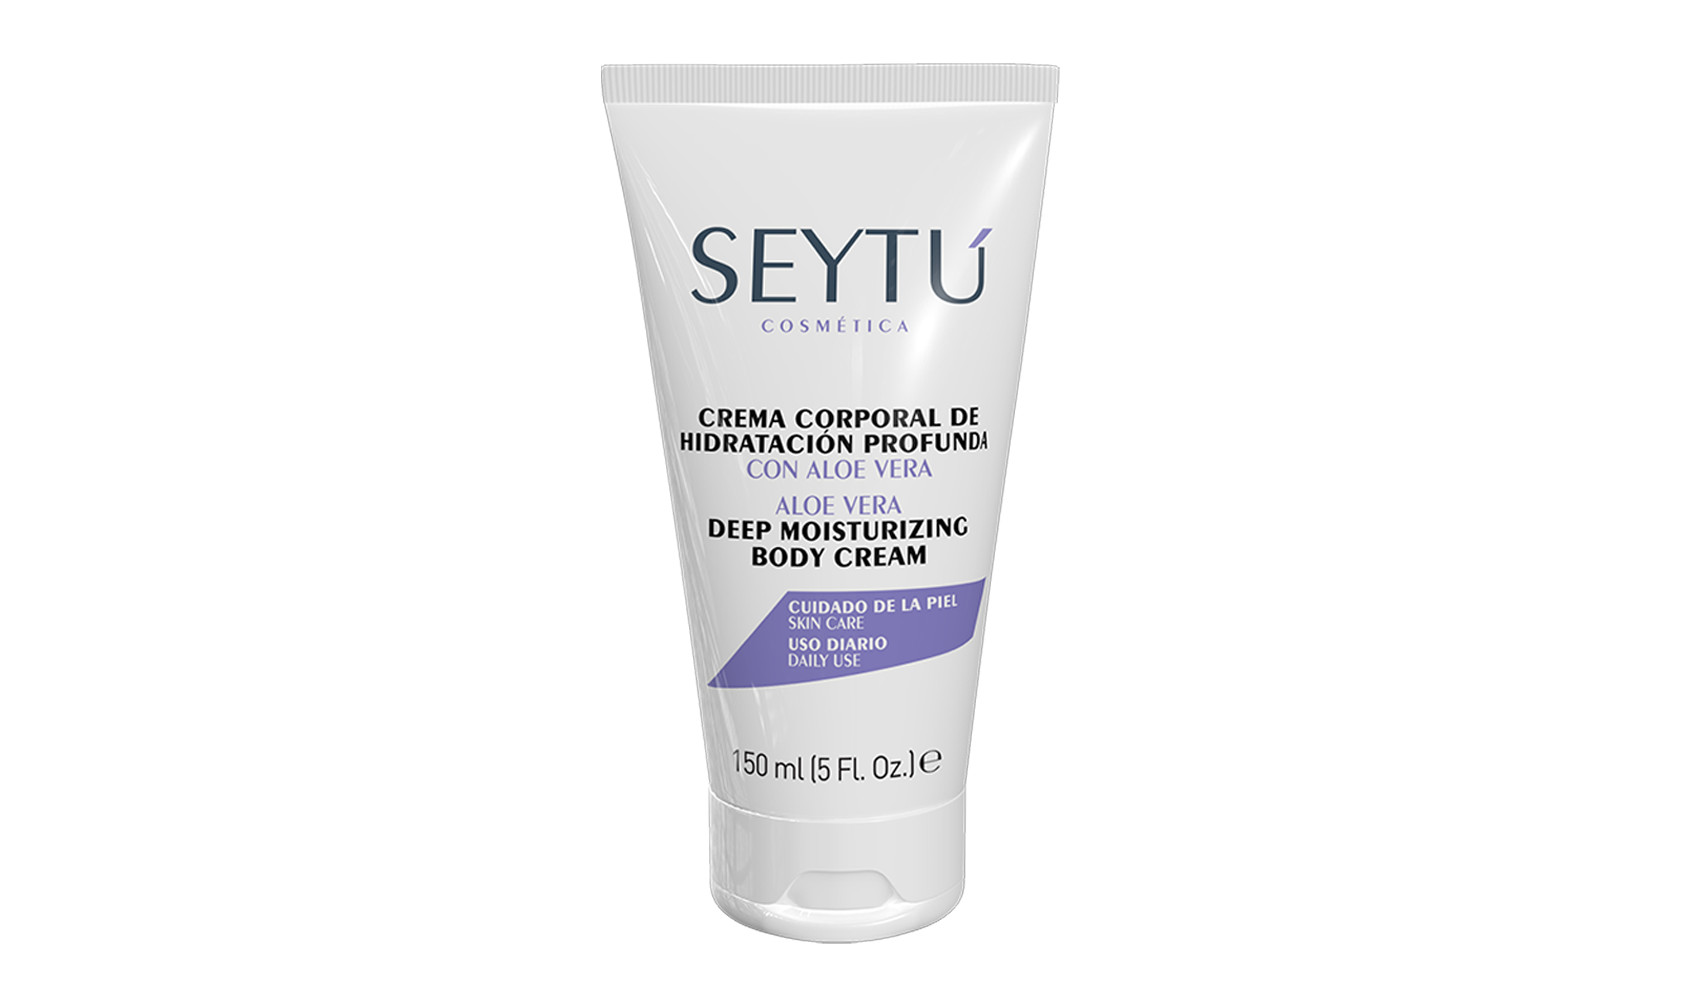 SEYTÚ
COSMÉTICA
CREMA CORPORAL DE
HIDRATACIÓN PROFUNDA
CON ALOE VERA
ALOE VERA
DEEP MOISTURIZING
BODY CREAM
CUIDADO DE LA PIEL
SKIN CARE
USO DIARIO
DAILY USE
150 ml (5 Fl. Oz.) ℮